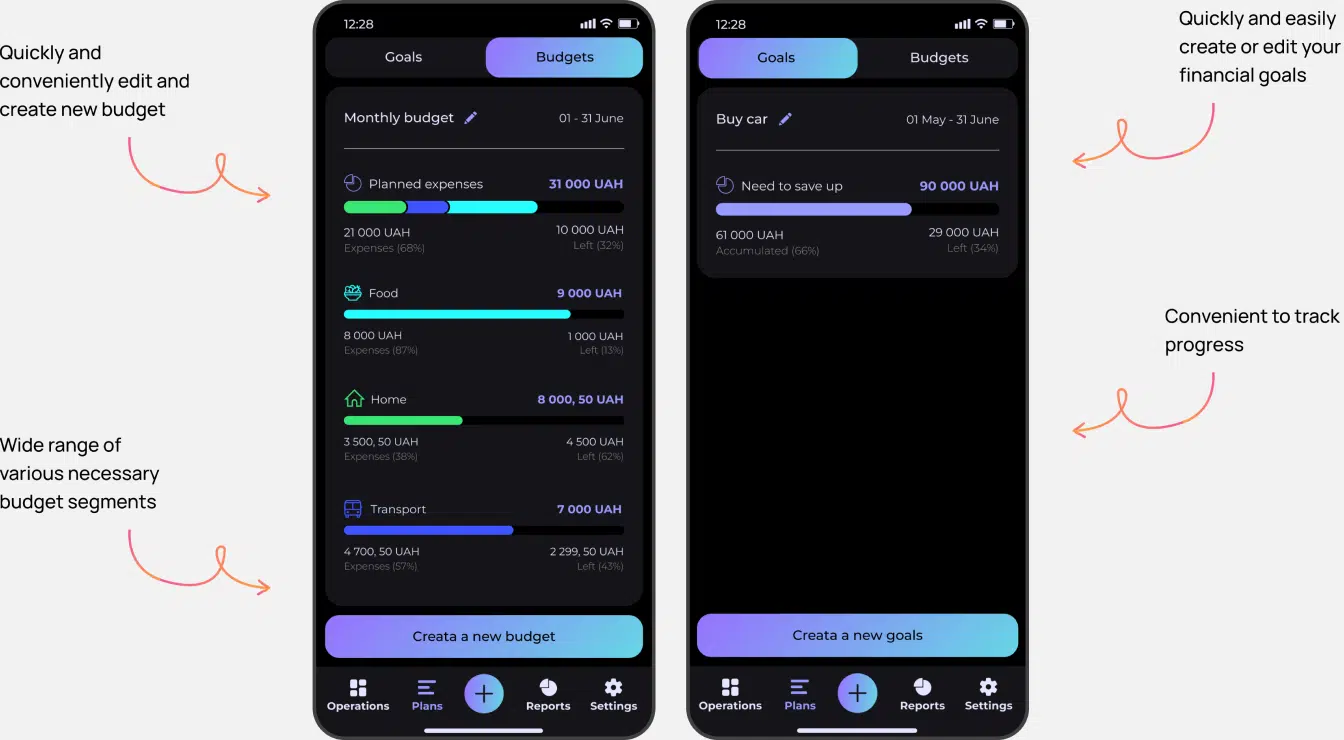 Quickly and
conveniently edit and
create new budget
Wide range of
various necessary
budget segments
12:28
Goals
Budgets
Monthly budget
01 - 31 June
Planned expenses
31 000 UAH
21 000 UAH
10 000 UAH
Expenses (68%)
Left (32%)
Food
9 000 UAH
8 000 UAH
1 000 UAH
Expenses (87%)
Left (13%)
Home
8 000, 50 UAH
3 500, 50 UAH
4 500 UAH
Expenses (38%)
Left (62%)
Transport
7 000 UAH
4 700, 50 UAH
2 299, 50 UAH
Expenses (57%)
Left (43%)
Creata a new budget
Operations
Plans
Reports
Settings
12:28
Goals
Budgets
Buy car
01 May - 31 June
Need to save up
90 000 UAH
61 000 UAH
29 000 UAH
Accumulated (66%)
Left (34%)
Creata a new goals
Operations
Plans
Reports
Settings
Quickly and easily
create or edit your
financial goals
Convenient to track
progress